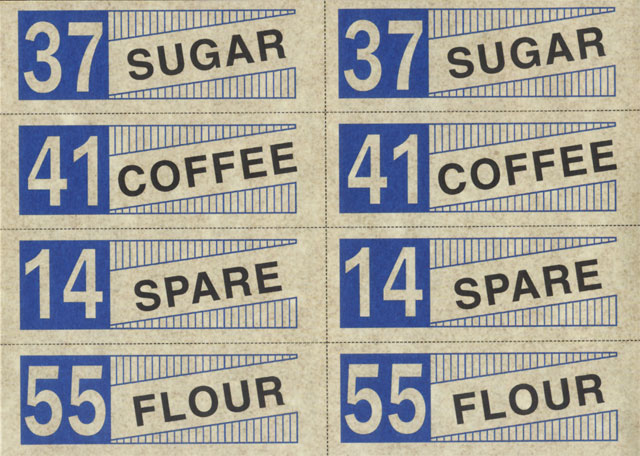 37 SUGAR 37 SUGAR
41 COFFEE 41 COFFEE
14 SPARE 14 SPARE
55 FLOUR 55 FLOUR